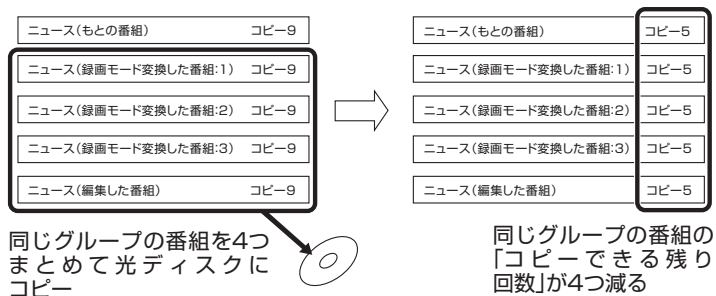 ニュース（もとの番組） コピー9
ニュース（録画モード変換した番組：1） コピー9
ニュース（録画モード変換した番組：2） コピー9
ニュース（録画モード変換した番組：3） コピー9
ニュース（編集した番組） コピー9
同じグループの番組を4つ
まとめて光ディスクに
コピー
ニュース（もとの番組） コピー5
ニュース（録画モード変換した番組：1） コピー5
ニュース（録画モード変換した番組：2） コピー5
ニュース（録画モード変換した番組：3） コピー5
ニュース（編集した番組） コピー5
同じグループの番組の
「コピーできる残り
回数」が4つ減る